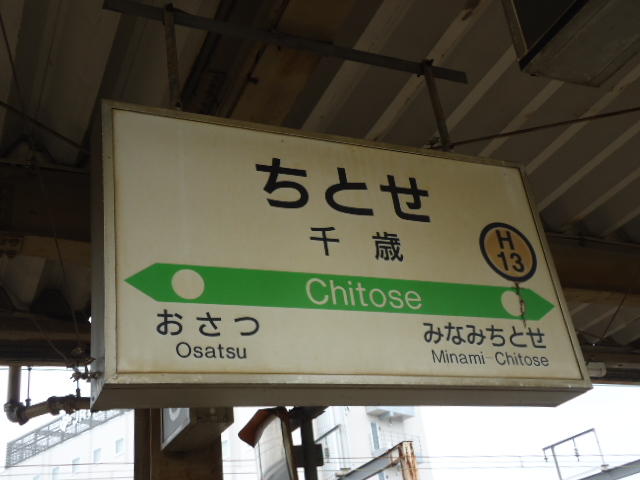 ちとせ
千歳
H
13
Chitose
おさつ
Osatsu
みなみちとせ
Minami-Chitose